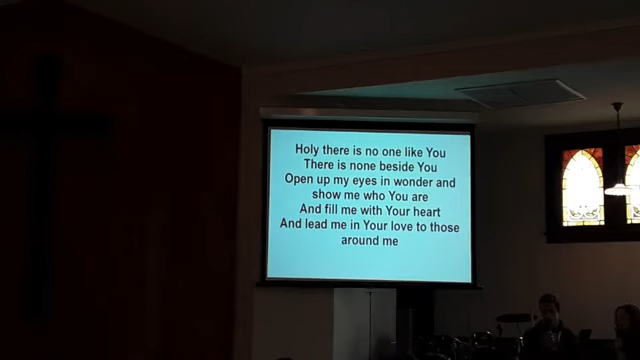 Holy there is no one like You
There is none beside You
Open up my eyes in wonder and
show me who You are
And fill me with Your heart
And lead me in Your love to those
around me